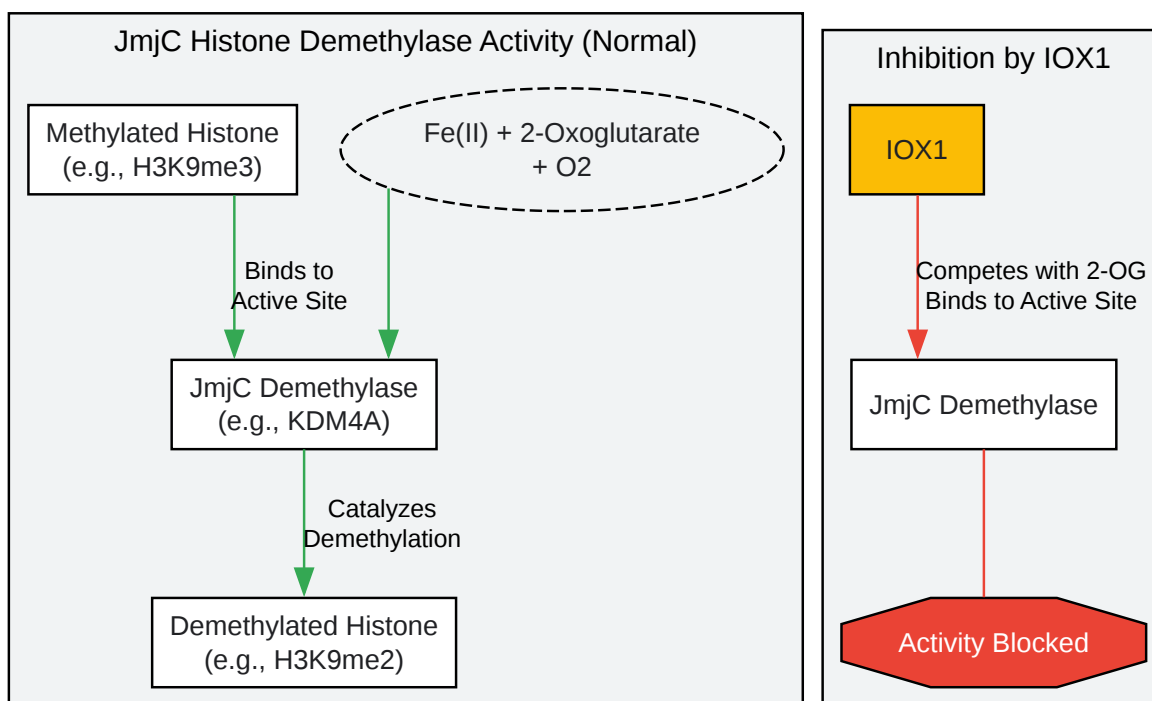 JmjC Histone Demethylase Activity (Normal)
Methylated Histone
(e.g., H3K9me3)
Fe(II) + 2-Oxoglutarate
+ O2
Binds to
Active Site
JmjC Demethylase
(e.g., KDM4A)
Catalyzes
Demethylation
Demethylated Histone
(e.g., H3K9me2)
Inhibition by IOX1
IOX1
Competes with 2-OG
Binds to Active Site
JmjC Demethylase
Activity Blocked